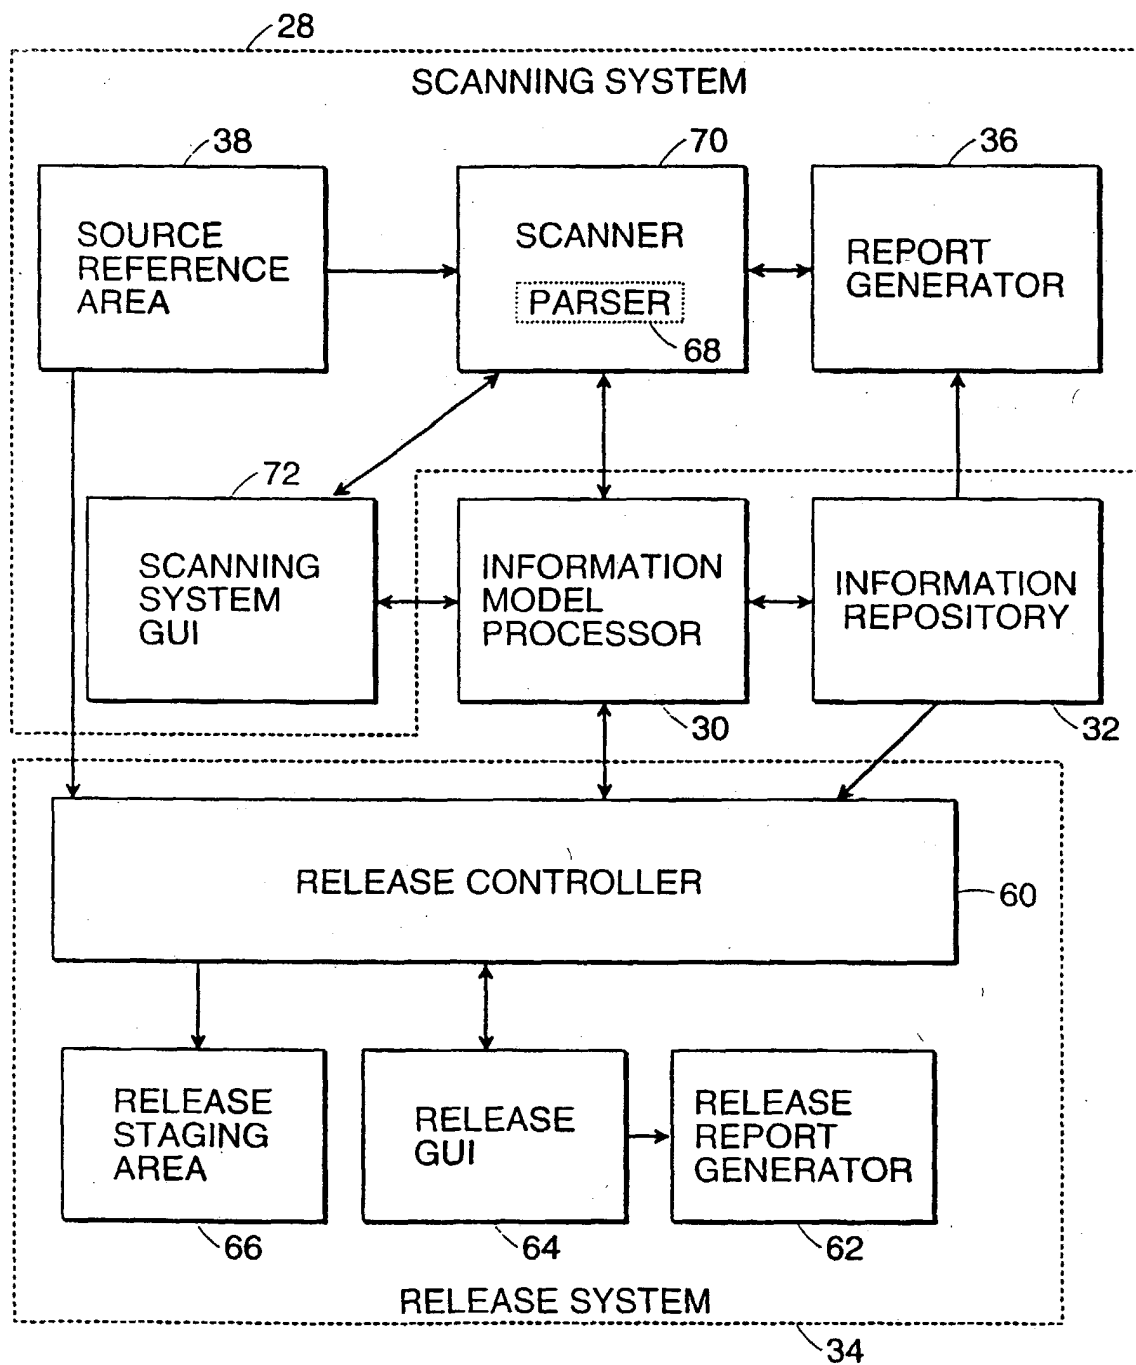 28
SCANNING SYSTEM
38
70
36
SOURCE
REFERENCE
AREA
SCANNER
PARSER
68
REPORT
GENERATOR
72
SCANNING
SYSTEM
GUI
INFORMATION
MODEL
PROCESSOR
INFORMATION
REPOSITORY
30
32
RELEASE CONTROLLER
60
RELEASE
STAGING
AREA
RELEASE
GUI
RELEASE
REPORT
GENERATOR
66
64
62
RELEASE SYSTEM
34